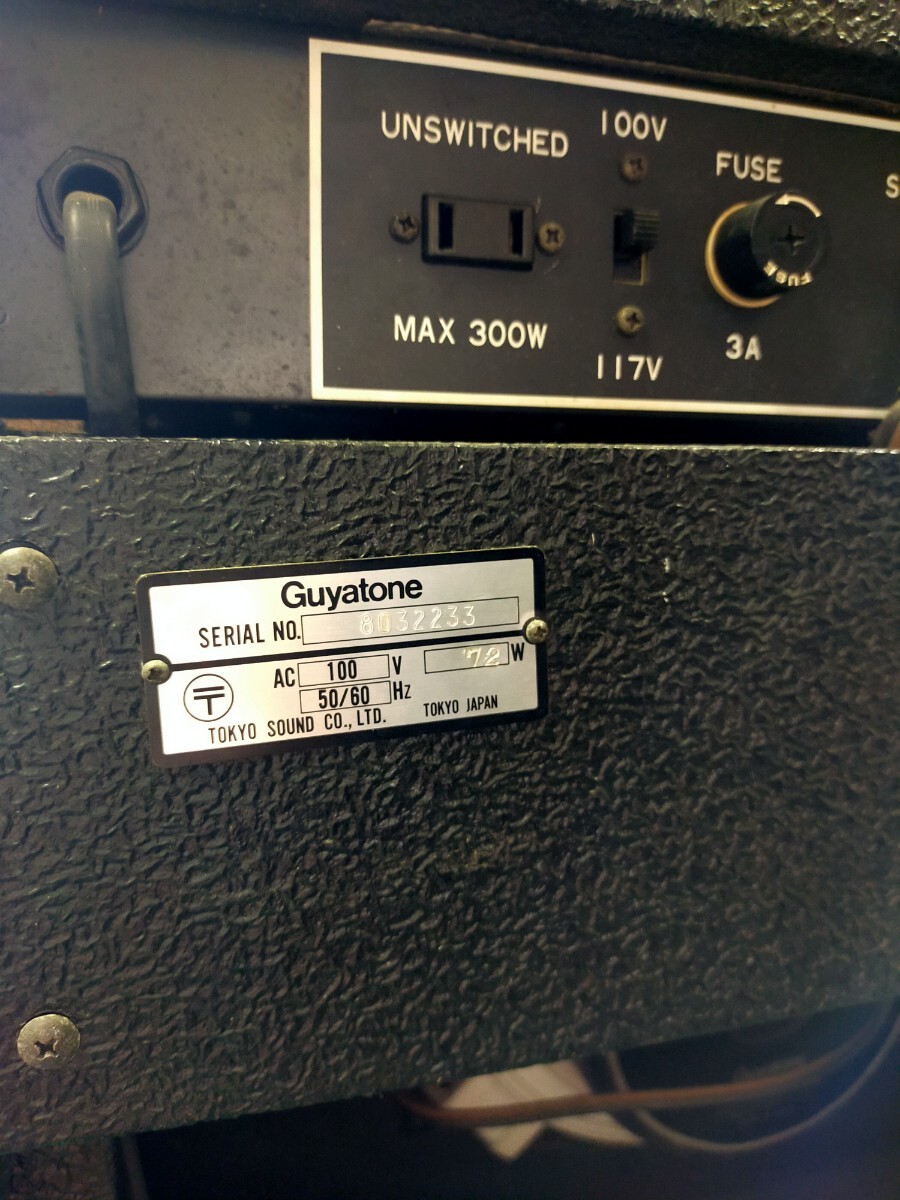 UNSWITCHED
100V
FUSE
S
FUSE
MAX 300W
3A
117V
Guyatone
SERIAL NO. 8032233
AC 100 V 72 W
50/60 Hz
TOKYO SOUND CO., LTD. TOKYO JAPAN